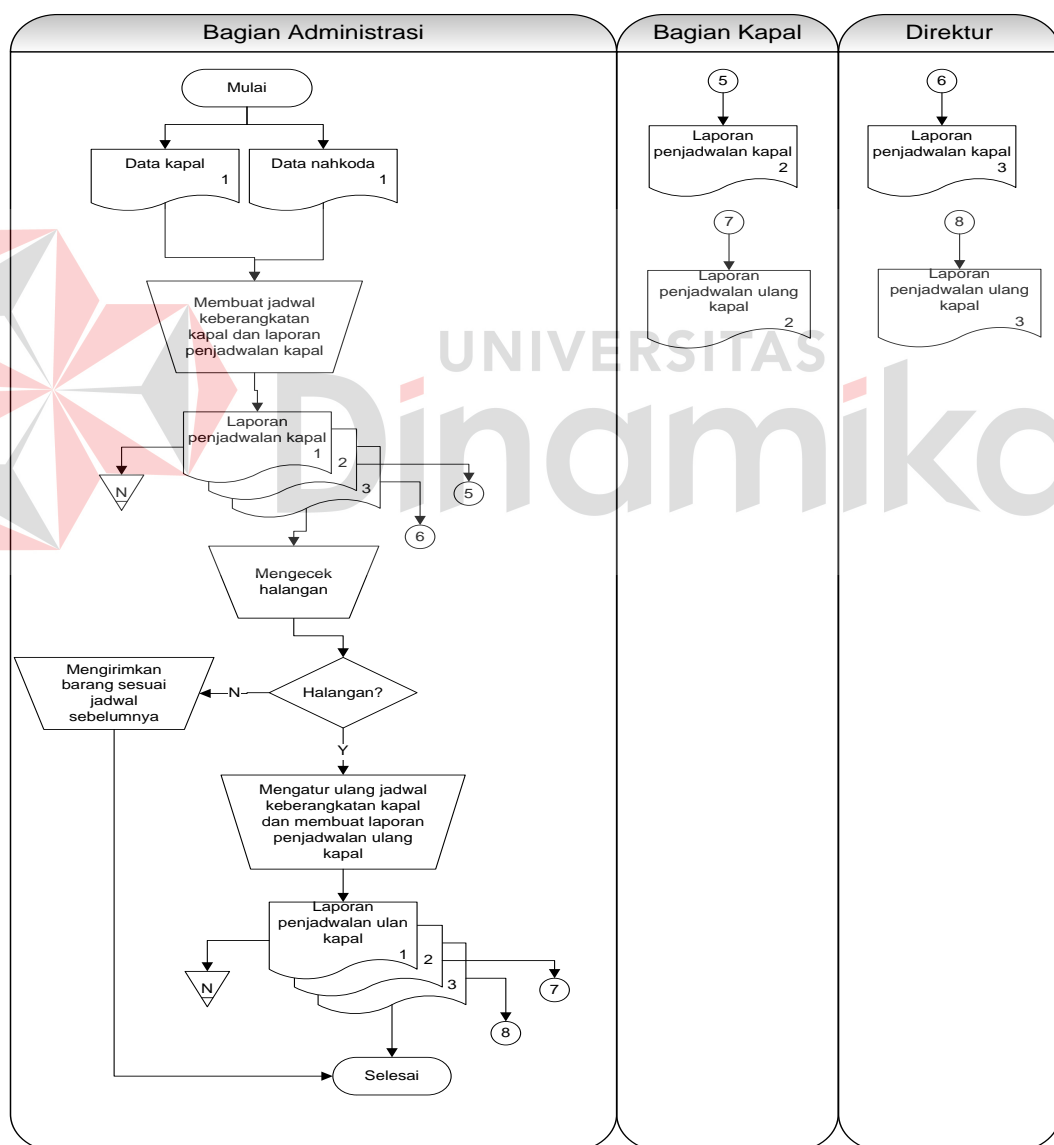 Bagian Administrasi
Bagian Kapal
Direktur
Mulai
Data kapal
1
Data nahkoda
1
Membuat jadwal
keberangkatan
kapal dan laporan
penjadwalan kapal
Laporan
penjadwalan kapal
1
2
3
N
5
6
Mengecek
halangan
Halangan?
N
Mengirimkan
barang sesuai
jadwal
sebelumnya
Y
Mengatur ulang jadwal
keberangkatan kapal
dan membuat laporan
penjadwalan ulang
kapal
Laporan
penjadwalan ulan
kapal
1
2
3
N
7
8
Selesai
5
Laporan
penjadwalan kapal
2
7
Laporan
penjadwalan ulang
kapal
2
6
Laporan
penjadwalan kapal
3
8
Laporan
penjadwalan ulang
kapal
3
UNIVERSITAS
Dinamika